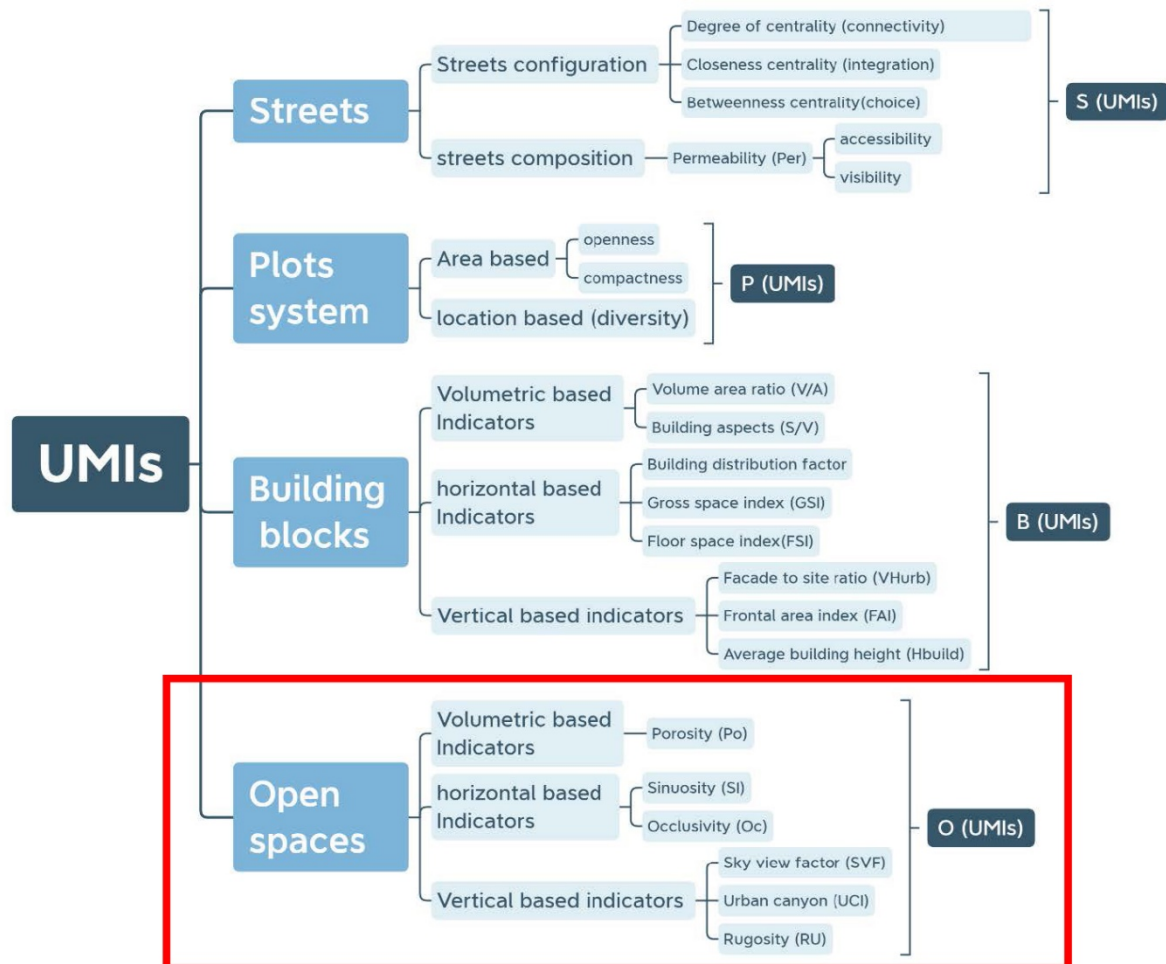 UMIs
Streets
Streets configuration
Degree of centrality (connectivity)
Closeness centrality (integration)
Betweenness centrality(choice)
streets composition
Permeability (Per)
accessibility
visibility
S (UMIs)
Plots
system
Area based
openness
compactness
location based (diversity)
P (UMIs)
Building
blocks
Volumetric based
Indicators
Volume area ratio (V/A)
Building aspects (S/V)
horizontal based
Indicators
Building distribution factor
Gross space index (GSI)
Floor space index(FSI)
Vertical based indicators
Facade to site ratio (VHurb)
Frontal area index (FAI)
Average building height (Hbuild)
B (UMIs)
Open
spaces
Volumetric based
Indicators
Porosity (Po)
horizontal based
Indicators
Sinuosity (SI)
Occlusivity (Oc)
Vertical based indicators
Sky view factor (SVF)
Urban canyon (UCI)
Rugosity (RU)
O (UMIs)